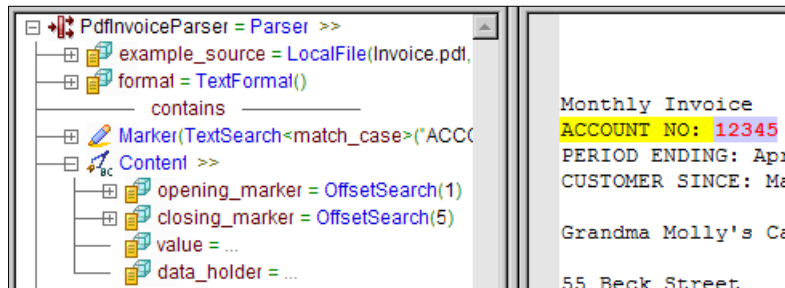 PdfInvoiceParser = Parser >>
example_source = LocalFile(Invoice.pdf,
format = TextFormat()
contains
Marker(TextSearch<match_case>("ACCO
Content >>
opening_marker = OffsetSearch(1)
closing_marker = OffsetSearch(5)
value = ...
data_holder = ...
Monthly Invoice
ACCOUNT NO: 12345
PERIOD ENDING: Apr
CUSTOMER SINCE: Ma
Grandma Molly's Ca
55 Beck Street